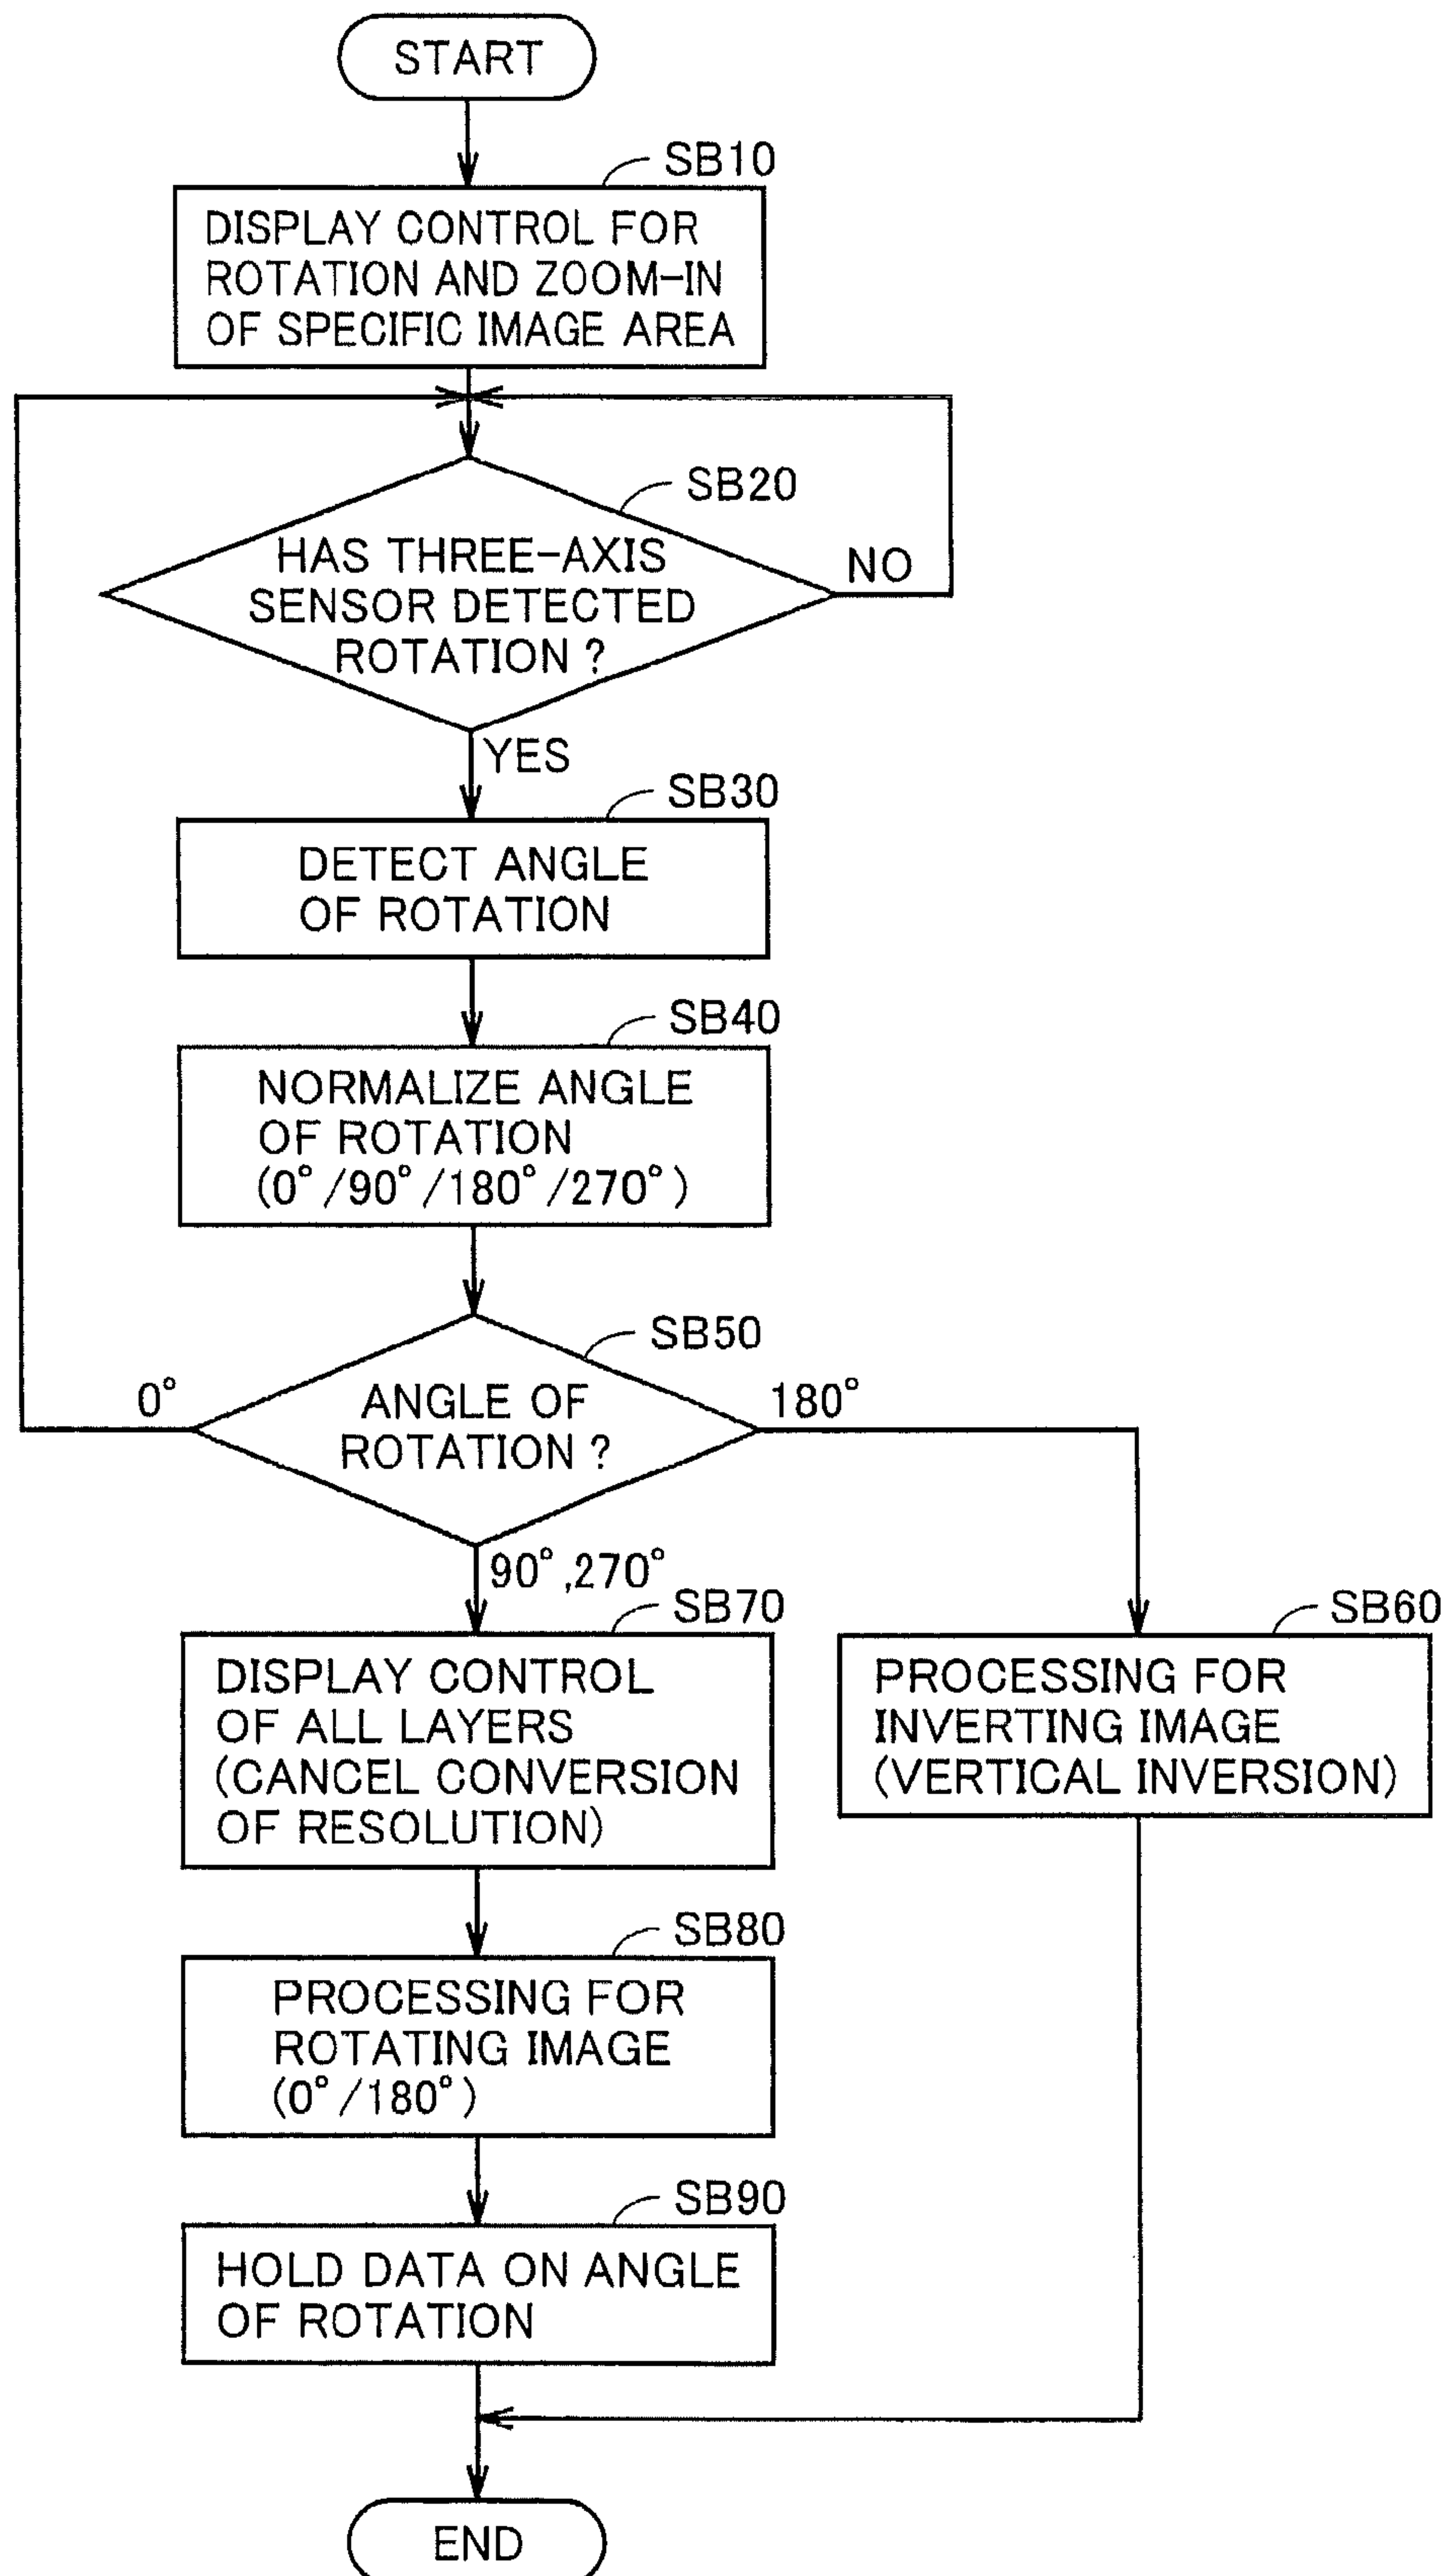 START
SB10
DISPLAY CONTROL FOR
ROTATION AND ZOOM-IN
OF SPECIFIC IMAGE AREA
SB20
HAS THREE-AXIS
SENSOR DETECTED
ROTATION ?
NO
YES
SB30
DETECT ANGLE
OF ROTATION
SB40
NORMALIZE ANGLE
OF ROTATION
(0°/90°/180°/270°)
SB50
0°
ANGLE OF
ROTATION ?
180°
90°,270°
SB70
DISPLAY CONTROL
OF ALL LAYERS
(CANCEL CONVERSION
OF RESOLUTION)
SB60
PROCESSING FOR
INVERTING IMAGE
(VERTICAL INVERSION)
SB80
PROCESSING FOR
ROTATING IMAGE
(0°/180°)
SB90
HOLD DATA ON ANGLE
OF ROTATION
END